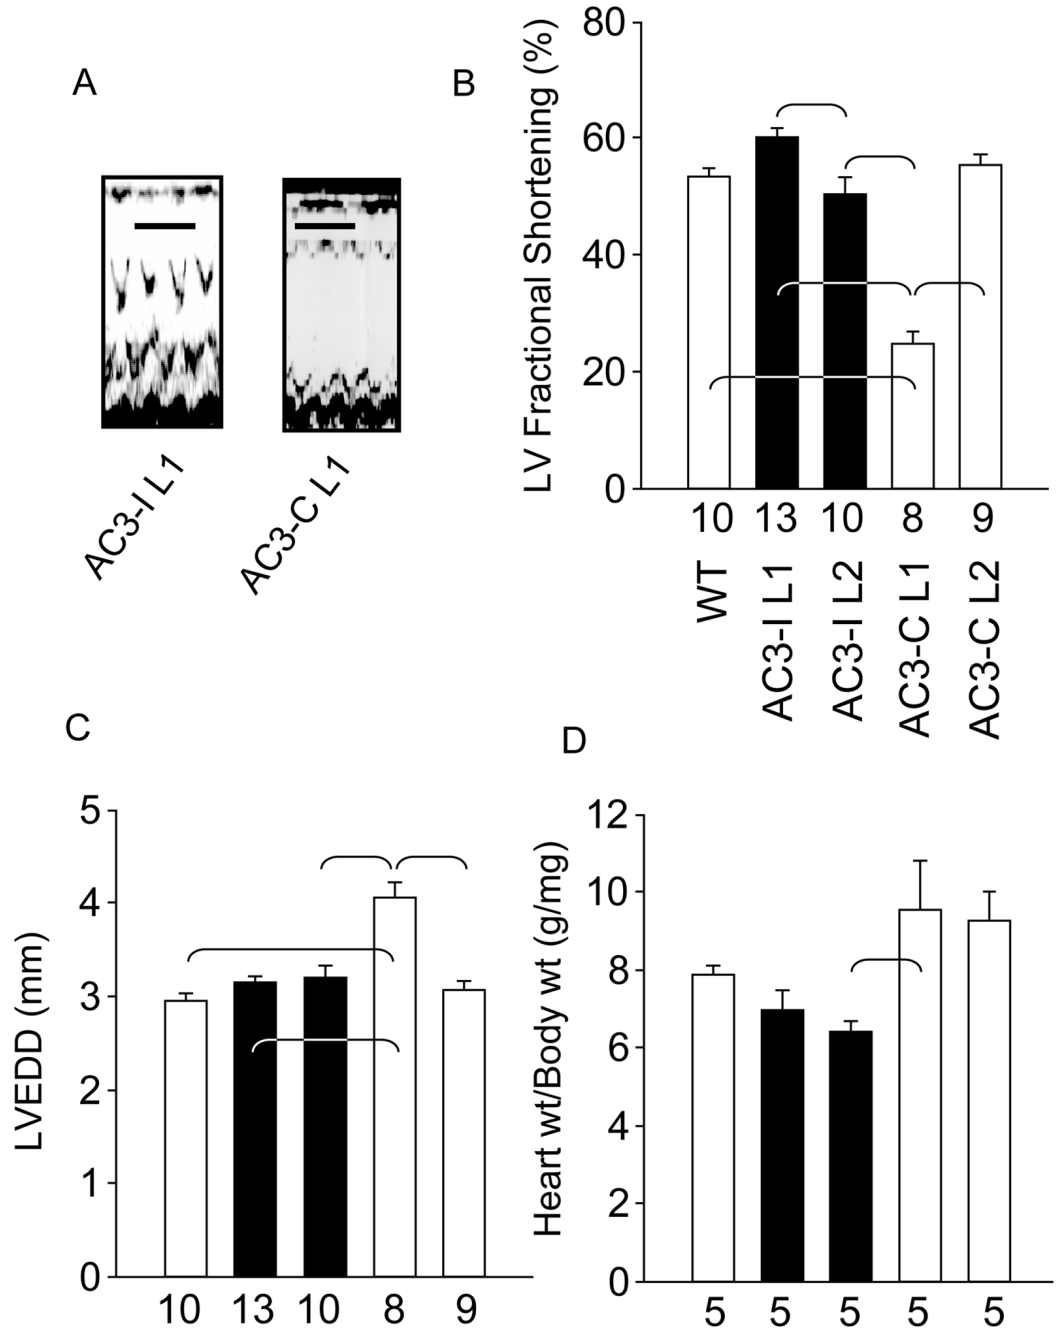 A
AC3-I L1
AC3-C L1
B
LV Fractional Shortening (%)
80
60
40
20
0
10 13 10 8 9
WT
AC3-I L1
AC3-I L2
AC3-C L1
AC3-C L2
C
LVEDD (mm)
5
4
3
2
1
0
10 13 10 8 9
D
Heart wt/Body wt (g/mg)
12
10
8
6
4
2
0
5 5 5 5 5